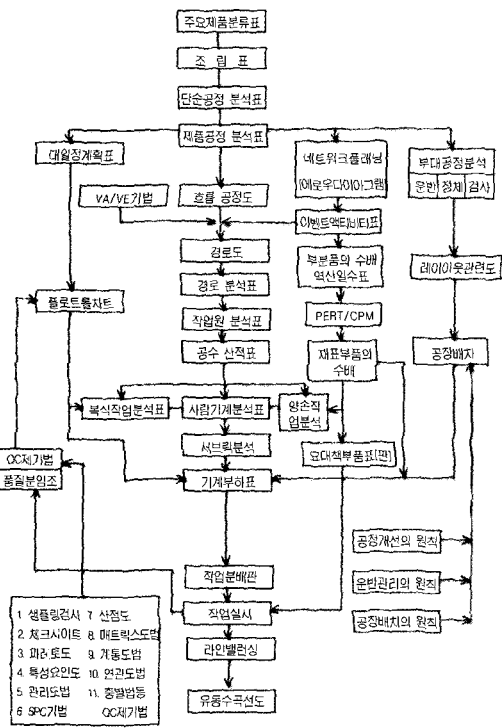 주요제품분류표
조 립 표
단순공정 분석표
제품공정 분석표
대일정계획표
네트워크플래닝
(애로우다이아그램)
부대공정분석
운반 정체 검사
VA/VE기법
흐름 공정도
이벤트액티비티표
경로도
부분품의 수배
역산일수표
레이아웃관련도
경로 분석표
플로트롤챠트
작업원 분석표
PERT/CPM
공수 산적표
재표부품의
수배
공장배치
복식작업분석표
사람기계분석표
양손작
업분석
서브릭분석
QC제기법
품질분임조
기계부하표
요대책부품표(판)
공정개선의 원칙
작업분배판
운반관리의 원칙
작업실시
공장배치의 원칙
라인밸런싱
유동수곡선도
1 샘플링검사 7 산점도
2 체크시이트 8 매트릭스도법
3 파레토도 9 계통도법
4 특성요인도 10 연관도법
5 관리도법 11 총발법등
6 SPC기법 QC제기법